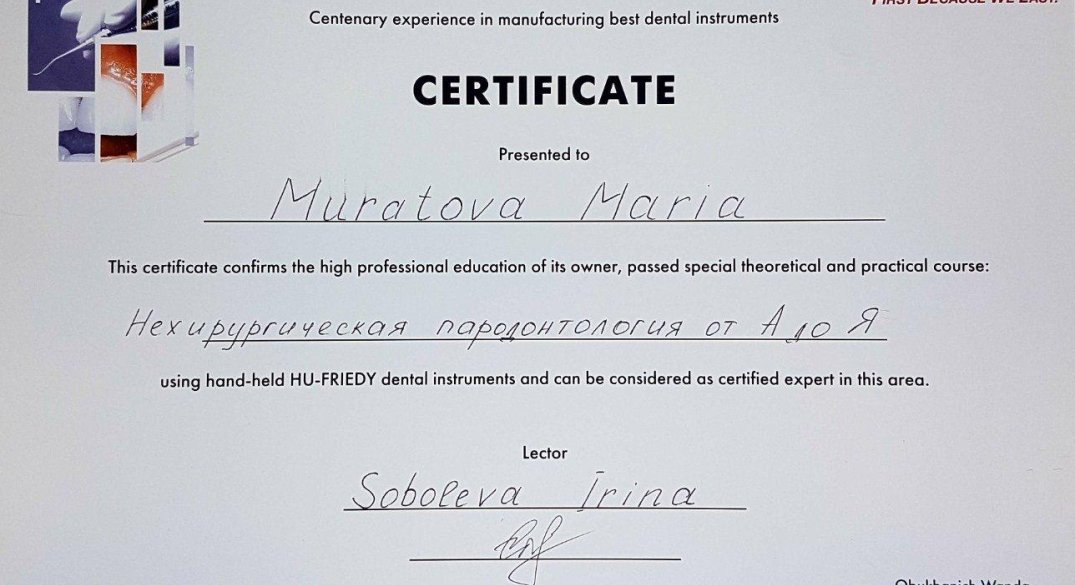 Centenary experience in manufacturing best dental instruments
CERTIFICATE
Presented to
Muratova Maria
This certificate confirms the high professional education of its owner, passed special theoretical and practical course:
Нехирургическая пародонтология от А до Я
using hand-held HU-FRIEDY dental instruments and can be considered as certified expert in this area.
Lector
Soboleva Irina